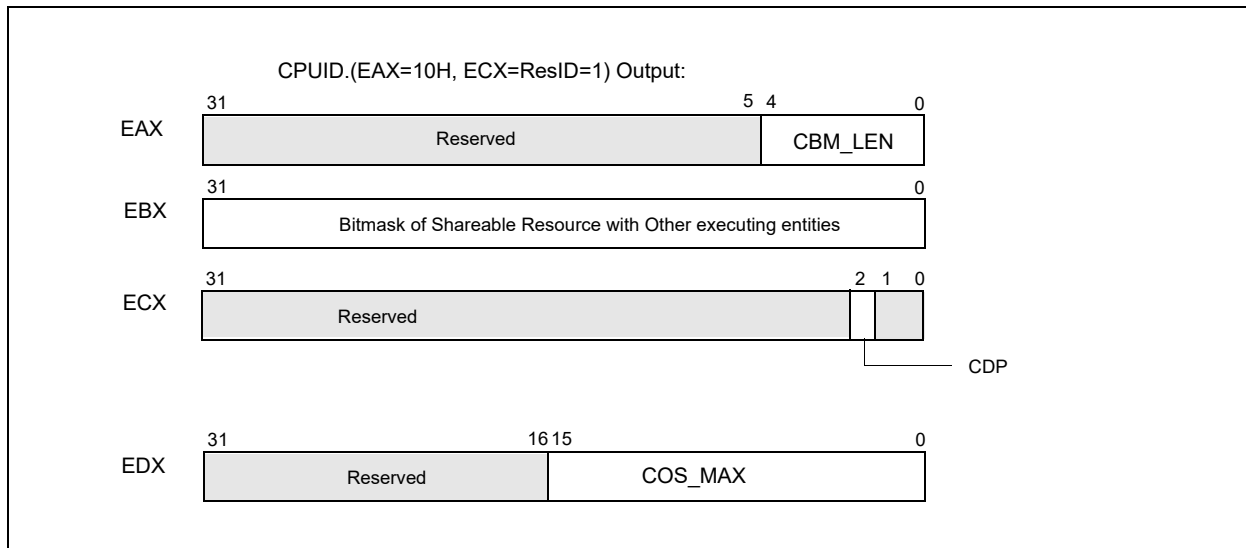 CPUID.(EAX=10H, ECX=ResID=1) Output:
31 5 4 0
EAX Reserved CBM_LEN
31 0
EBX Bitmask of Shareable Resource with Other executing entities
31 2 1 0
ECX Reserved
CDP
31 16 15 0
EDX Reserved COS_MAX